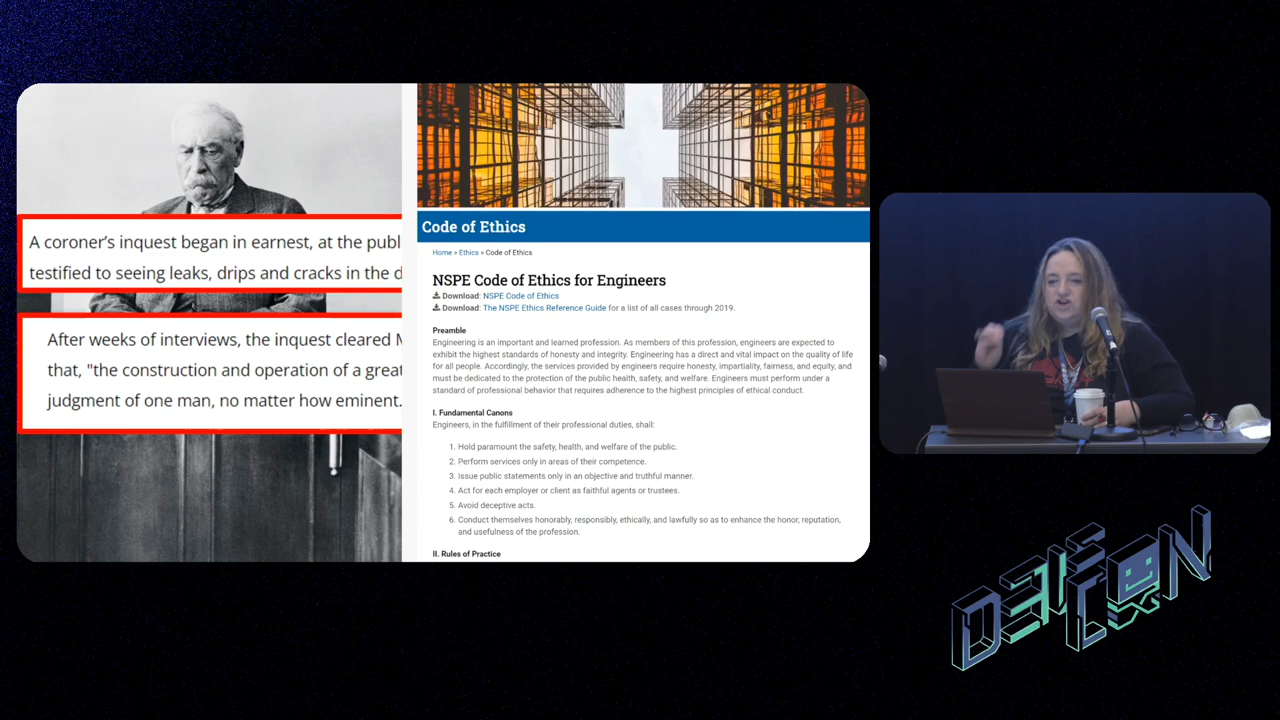 A coroner's inquest began in earnest, at the publ
testified to seeing leaks, drips and cracks in the d
After weeks of interviews, the inquest cleared M
that, "the construction and operation of a great
judgment of one man, no matter how eminent.
Code of Ethics
Home » Ethics » Code of Ethics
NSPE Code of Ethics for Engineers
Download: NSPE Code of Ethics
Download: The NSPE Ethics Reference Guide for a list of all cases through 2019.
Preamble
Engineering is an important and learned profession. As members of this profession, engineers are expected to
exhibit the highest standards of honesty and integrity. Engineering has a direct and vital impact on the quality of life
for all people. Accordingly, the services provided by engineers require honesty, impartiality, fairness, and equity, and
must be dedicated to the protection of the public health, safety, and welfare. Engineers must perform under a
standard of professional behavior that requires adherence to the highest principles of ethical conduct.
I. Fundamental Canons
Engineers, in the fulfillment of their professional duties, shall:
1. Hold paramount the safety, health, and welfare of the public.
2. Perform services only in areas of their competence.
3. Issue public statements only in an objective and truthful manner.
4. Act for each employer or client as faithful agents or trustees.
5. Avoid deceptive acts.
6. Conduct themselves honorably, responsibly, ethically, and lawfully so as to enhance the honor, reputation,
and usefulness of the profession.
II. Rules of Practice
DEF CON